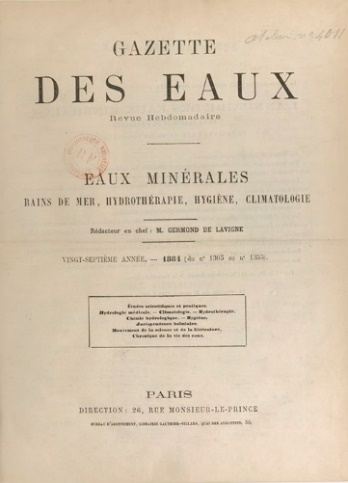 GAZETTE
DES EAUX
Revue Hebdomadaire
EAUX MINÉRALES
BAINS DE MER, HYDROTHÉRAPIE, HYGIÈNE, CLIMATOLOGIE
Rédacteur en chef : M. GERMOND DE LAVIGNE
VINGT-SEPTIÈME ANNÉE. — 1884 (du nº 1303 au nº 1355).
Études scientifiques et pratiques.
Hydrologie médicale. — Climatologie. — Hydrothérapie.
Chimie hydrologique. — Hygiène.
Jurisprudence balnéaire.
Mouvement de la science et de la littérature,
Chronique de la vie des eaux.
PARIS
DIRECTION : 26, RUE MONSIEUR-LE-PRINCE
BUREAU D'ABONNEMENT, LIBRAIRIE GAUTHIER-VILLARS, QUAI DES AUGUSTINS, 55.